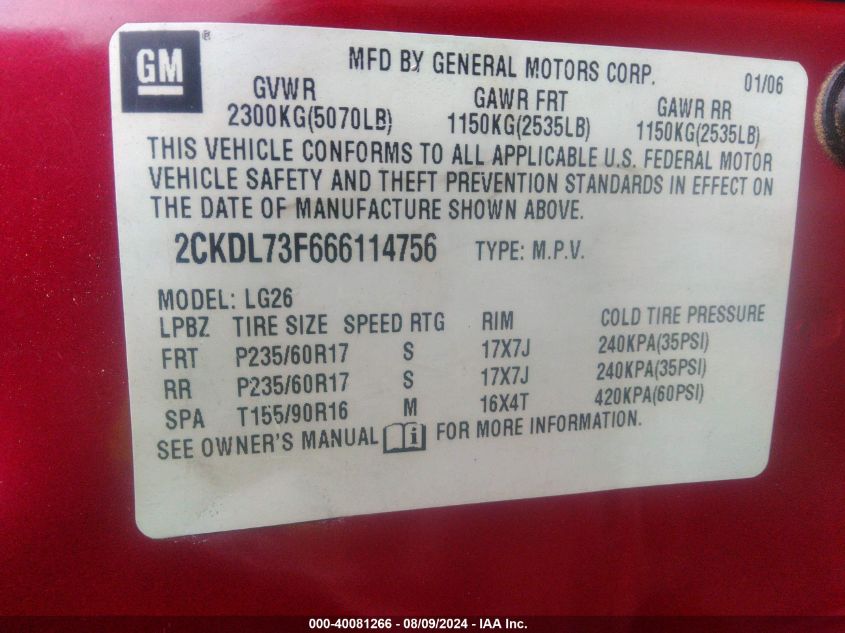 GM
®
MFD BY GENERAL MOTORS CORP. 01/06
GVWR GAWR FRT GAWR RR
2300KG(5070LB) 1150KG(2535LB) 1150KG(2535LB)
THIS VEHICLE CONFORMS TO ALL APPLICABLE U.S. FEDERAL MOTOR
VEHICLE SAFETY AND THEFT PREVENTION STANDARDS IN EFFECT ON
THE DATE OF MANUFACTURE SHOWN ABOVE.
2CKDL73F666114756 TYPE: M.P.V.
MODEL: LG26
LPBZ TIRE SIZE SPEED RTG RIM COLD TIRE PRESSURE
FRT P235/60R17 S 17X7J 240KPA(35PSI)
RR P235/60R17 S 17X7J 240KPA(35PSI)
SPA T155/90R16 M 16X4T 420KPA(60PSI)
SEE OWNER'S MANUAL i FOR MORE INFORMATION.
000-40081266 - 08/09/2024 - IAA Inc.